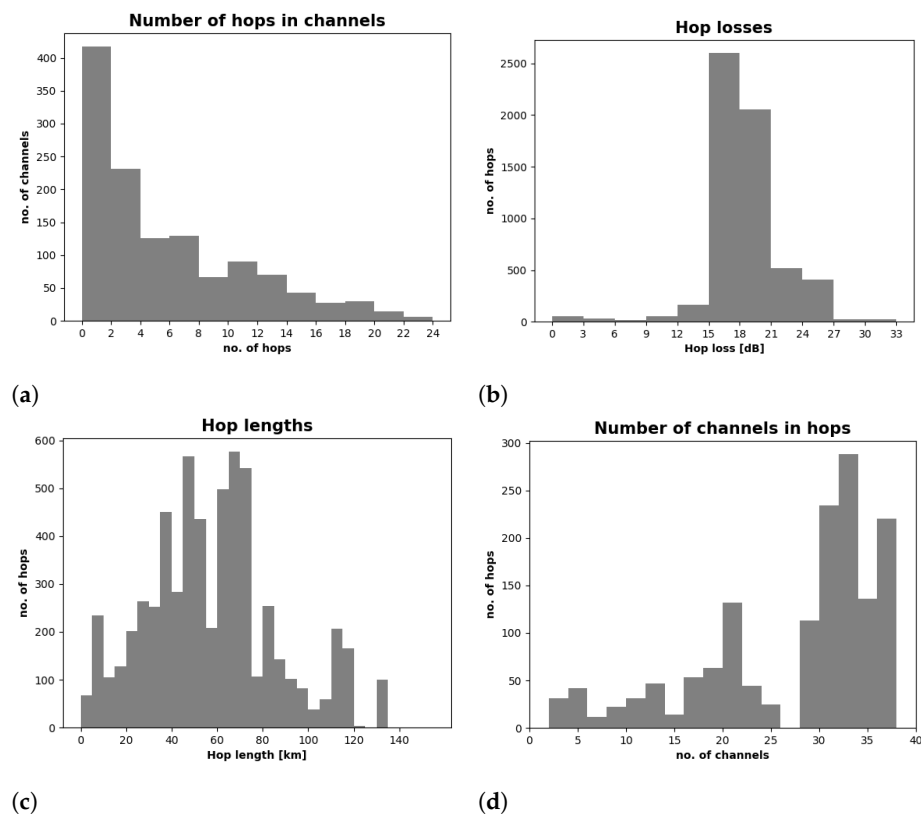 Number of hops in channels
no. of channels
400
350
300
250
200
150
100
50
0
0 2 4 6 8 10 12 14 16 18 20 22 24
no. of hops
(a)
Hop losses
no. of hops
2500
2000
1500
1000
500
0
0 3 6 9 12 15 18 21 24 27 30 33
Hop loss [dB]
(b)
Hop lengths
no. of hops
600
500
400
300
200
100
0
0 20 40 60 80 100 120 140
Hop length [km]
(c)
Number of channels in hops
no. of hops
300
250
200
150
100
50
0
0 5 10 15 20 25 30 35 40
no. of channels
(d)